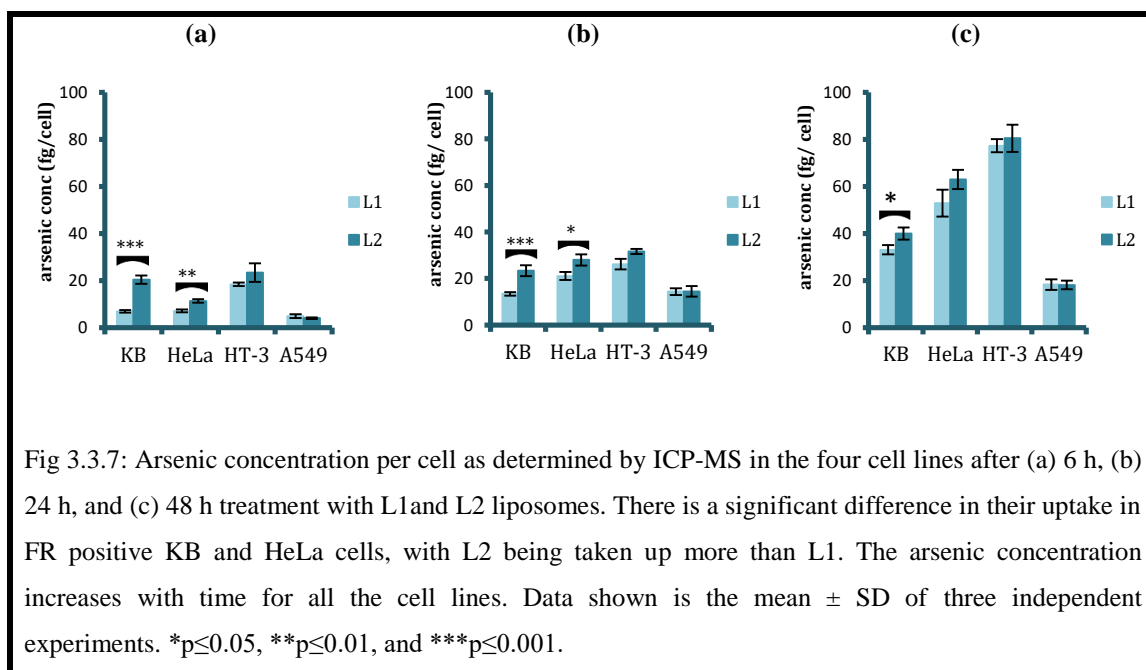 (a) (b) (c)
arsenic conc (fg/cell)
100
80
60
40
20
0
***
**
KB HeLa HT-3 A549
L1
L2
arsenic conc (fg/ cell)
100
80
60
40
20
0
***
*
KB HeLa HT-3 A549
L1
L2
arsenic conc (fg/ cell)
100
80
60
40
20
0
*
KB HeLa HT-3 A549
L1
L2
Fig 3.3.7: Arsenic concentration per cell as determined by ICP-MS in the four cell lines after (a) 6 h, (b)
24 h, and (c) 48 h treatment with L1and L2 liposomes. There is a significant difference in their uptake in
FR positive KB and HeLa cells, with L2 being taken up more than L1. The arsenic concentration
increases with time for all the cell lines. Data shown is the mean ± SD of three independent
experiments. *p≤0.05, **p≤0.01, and ***p≤0.001.